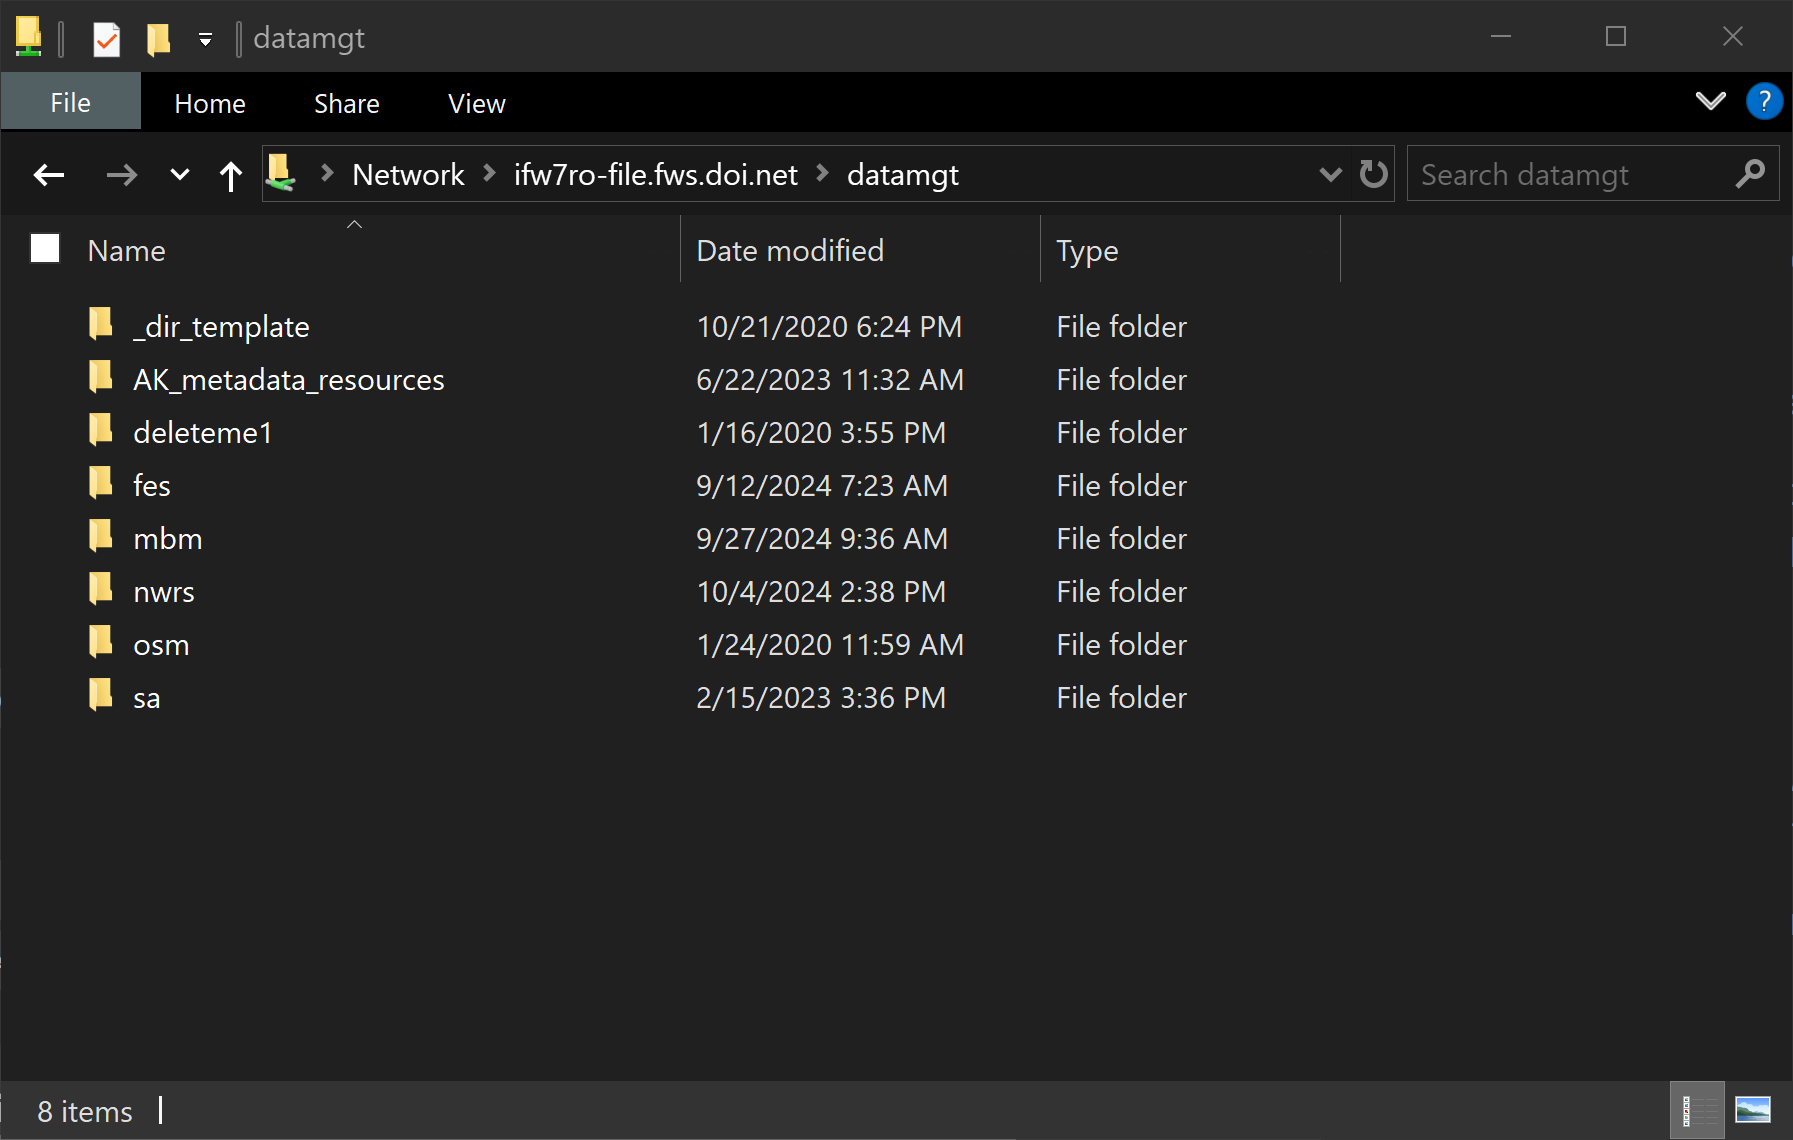 datamgt
File Home Share View ?
Network ifw7ro-file.fws.doi.net datamgt Search datamgt
Name Date modified Type
_dir_template 10/21/2020 6:24 PM File folder
AK_metadata_resources 6/22/2023 11:32 AM File folder
deleteme1 1/16/2020 3:55 PM File folder
fes 9/12/2024 7:23 AM File folder
mbm 9/27/2024 9:36 AM File folder
nwrs 10/4/2024 2:38 PM File folder
osm 1/24/2020 11:59 AM File folder
sa 2/15/2023 3:36 PM File folder
8 items